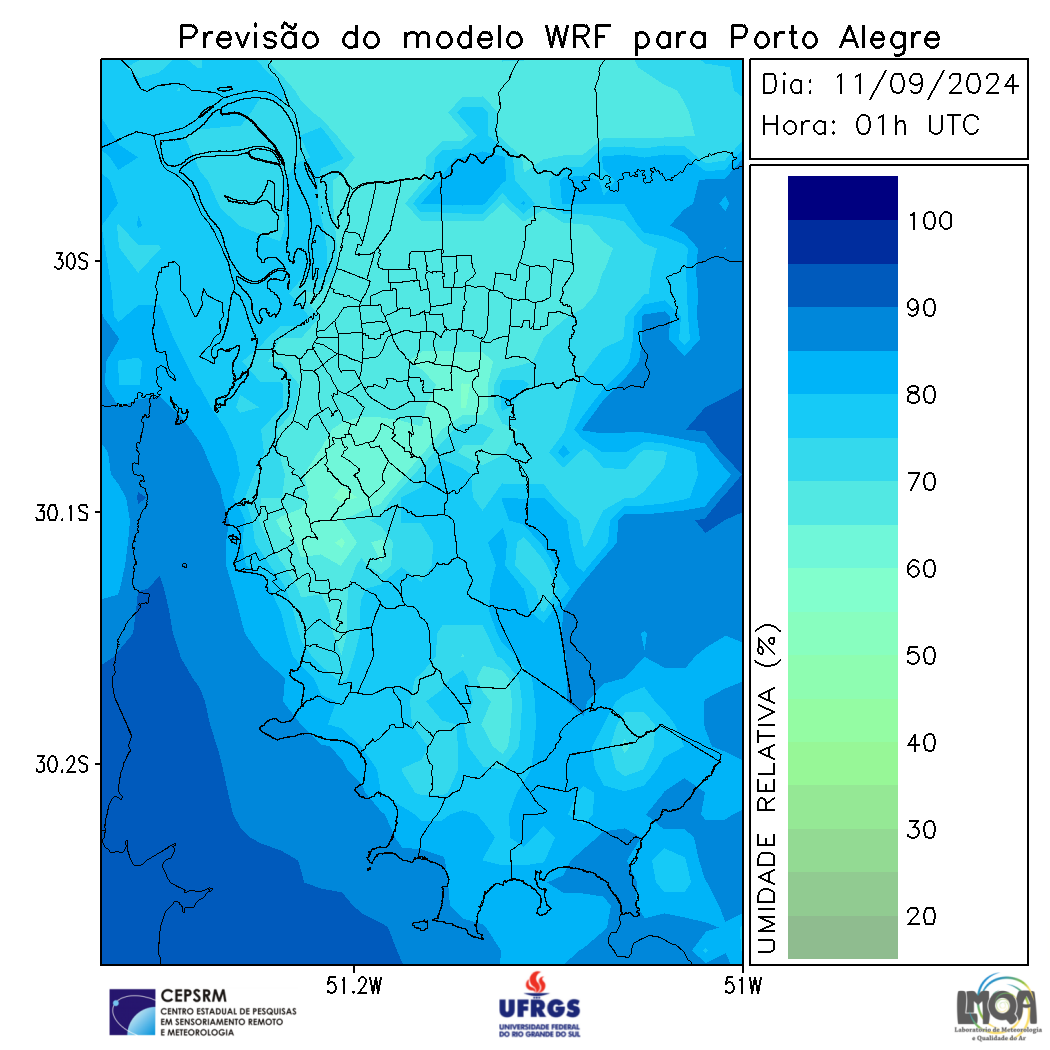 Previsão do modelo WRF para Porto Alegre
Dia: 11/09/2024
Hora: 01h UTC
30S
30.1S
30.2S
51.2W
51W
100
90
80
70
60
50
40
30
20
UMIDADE RELATIVA (%)
CEPSRM
CENTRO ESTADUAL DE PESQUISAS
EM SENSORIAMENTO REMOTO
E METEOROLOGIA
UFRGS
UNIVERSIDADE FEDERAL
DO RIO GRANDE DO SUL
LMQA
Laboratório de Meteorologia
e Qualidade do Ar